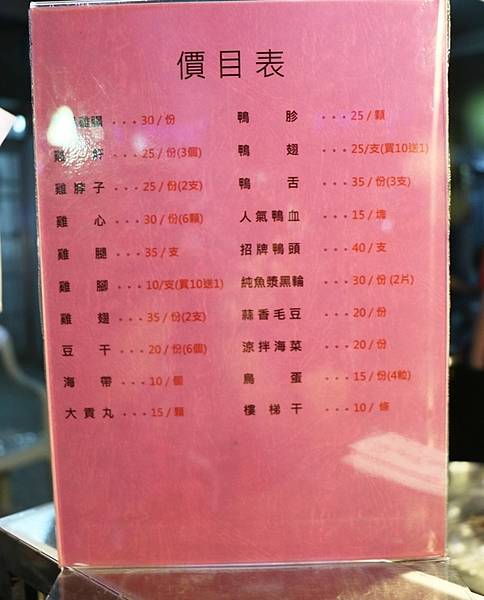 價目表
雞 ・・・30/份
雞 肝 ・・・25/份(3個)
雞脖子 ・・・25/份(2支)
雞 心 ・・・30/份(6顆)
雞 腿 ・・・35/支
雞 腳 ・・・10/支(買10送1)
雞 翅 ・・・35/份(2支)
豆 干 ・・・20/份(6個)
海 帶 ・・・10/個
大貢丸 ・・・15/顆
鴨 胗 ・・・25/顆
鴨 翅 ・・・25/支(買10送1)
鴨 舌 ・・・35/份(3支)
人氣鴨血 ・・・15/塊
招牌鴨頭 ・・・40/支
純魚漿黑輪 ・・・30/份(2片)
蒜香毛豆 ・・・20/份
涼拌海菜 ・・・20/份
鳥 蛋 ・・・15/份(4粒)
樓梯干 ・・・10/條